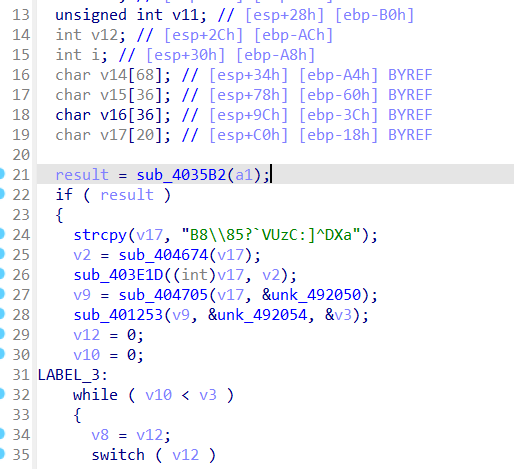 13 unsigned int v11; // [esp+28h] [ebp-B0h]
14 int v12; // [esp+2Ch] [ebp-ACh]
15 int i; // [esp+30h] [ebp-A8h]
16 char v14[68]; // [esp+34h] [ebp-A4h] BYREF
17 char v15[36]; // [esp+78h] [ebp-60h] BYREF
18 char v16[36]; // [esp+9Ch] [ebp-3Ch] BYREF
19 char v17[20]; // [esp+C0h] [ebp-18h] BYREF
20
21 result = sub_4035B2(a1);
22 if ( result )
23 {
24 strcpy(v17, "B8\\85?`VUzC:]^DXa");
25 v2 = sub_404674(v17);
26 sub_403E1D((int)v17, v2);
27 v9 = sub_404705(v17, &unk_492050);
28 sub_401253(v9, &unk_492054, &v3);
29 v12 = 0;
30 v10 = 0;
31 LABEL_3:
32 while ( v10 < v3 )
33 {
34 v8 = v12;
35 switch ( v12 )